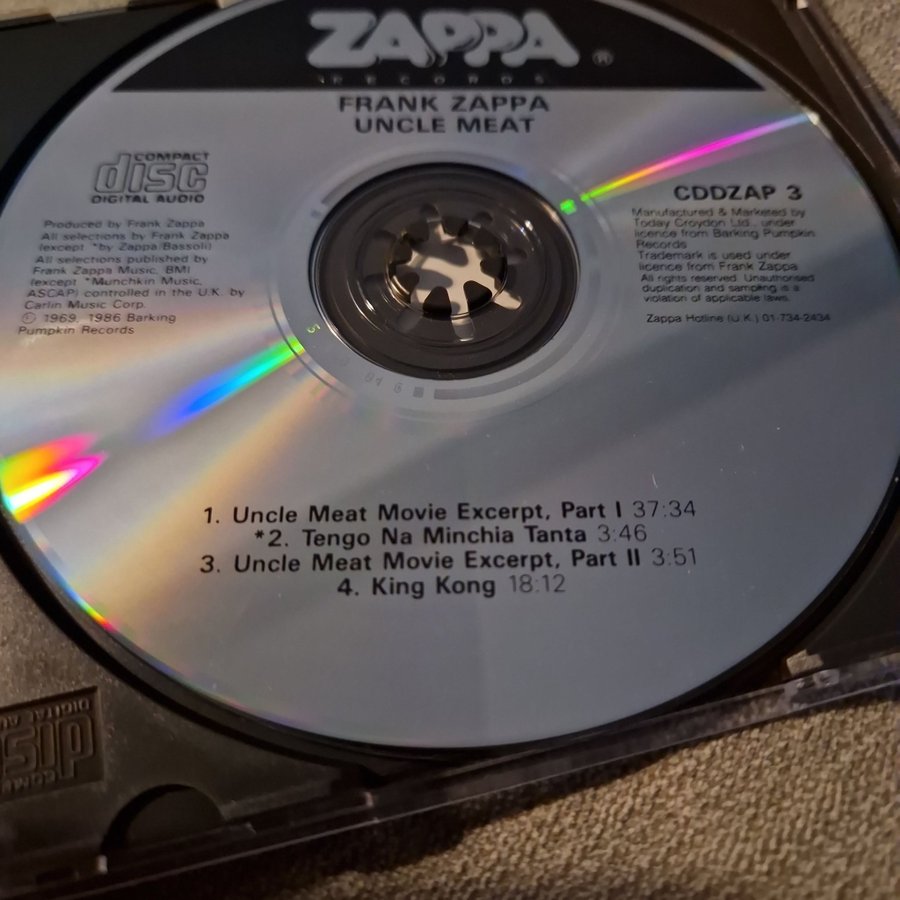 ZAPPA ®
RECORDS
FRANK ZAPPA
UNCLE MEAT
COMPACT
disc
DIGITAL AUDIO
Produced by Frank Zappa
All selections by Frank Zappa
(except *by Zappa/Bassoli)
All selections published by
Frank Zappa Music, BMI
(except *Munchkin Music,
ASCAP) controlled in the U.K. by
Carlin Music Corp.
© 1969, 1986 Barking
Pumpkin Records
CDDZAP 3
Manufactured & Marketed by
Today Croydon Ltd., under
licence from Barking Pumpkin
Records
Trademark is used under
licence from Frank Zappa
All rights reserved. Unauthorised
duplication and sampling is a
violation of applicable laws.
Zappa Hotline (U.K.) 01-734-2434
1. Uncle Meat Movie Excerpt, Part I 37:34
*2. Tengo Na Minchia Tanta 3:46
3. Uncle Meat Movie Excerpt, Part II 3:51
4. King Kong 18:12
disc
DIGITAL AU